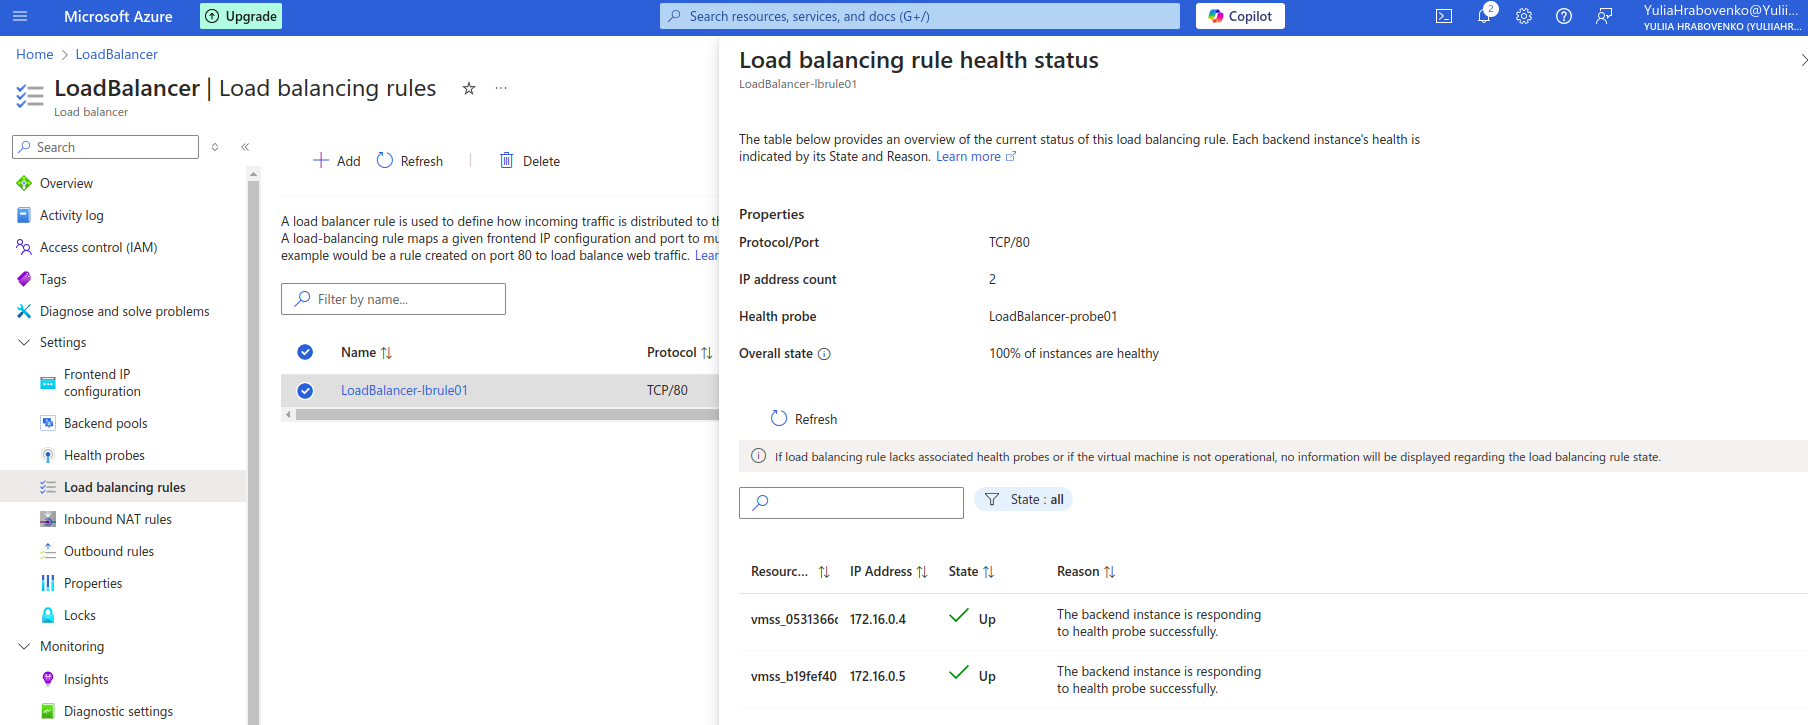 Microsoft Azure
Upgrade
Search resources, services, and docs (G+/)
Copilot
2
YuliaHrabovenko@Yulii...
YULIIA HRABOVENKO (YULIIAHR...
Home > LoadBalancer
LoadBalancer | Load balancing rules
...
Load balancer
Search
Overview
Activity log
Access control (IAM)
Tags
Diagnose and solve problems
Settings
Frontend IP
configuration
Backend pools
Health probes
Load balancing rules
Inbound NAT rules
Outbound rules
Properties
Locks
Monitoring
Insights
Diagnostic settings
Add
Refresh
Delete
A load balancer rule is used to define how incoming traffic is distributed to th
A load-balancing rule maps a given frontend IP configuration and port to mu
example would be a rule created on port 80 to load balance web traffic. Lear
Filter by name...
Name
Protocol
LoadBalancer-lbrule01
TCP/80
Load balancing rule health status
LoadBalancer-lbrule01
The table below provides an overview of the current status of this load balancing rule. Each backend instance's health is
indicated by its State and Reason. Learn more
Properties
Protocol/Port
TCP/80
IP address count
2
Health probe
LoadBalancer-probe01
Overall state
100% of instances are healthy
Refresh
If load balancing rule lacks associated health probes or if the virtual machine is not operational, no information will be displayed regarding the load balancing rule state.
State : all
Resourc... IP Address State Reason
vmss_0531366c 172.16.0.4 Up The backend instance is responding
to health probe successfully.
vmss_b19fef40 172.16.0.5 Up The backend instance is responding
to health probe successfully.